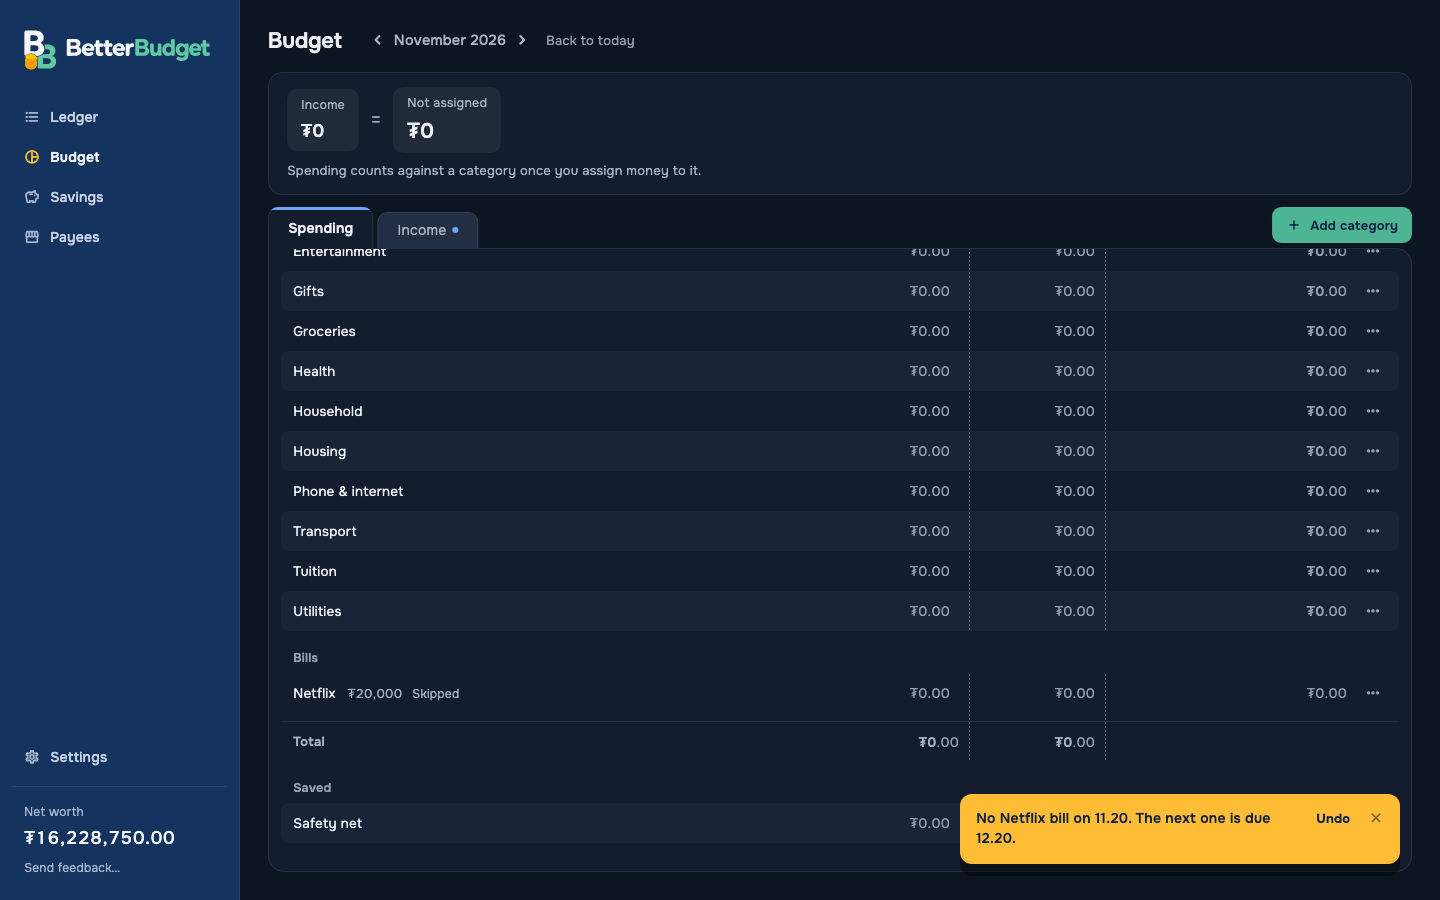 BetterBudget
Ledger
Budget
Savings
Payees
Settings
Net worth
₮16,228,750.00
Send feedback...
Budget
November 2026
Back to today
Income
₮0
=
Not assigned
₮0
Spending counts against a category once you assign money to it.
Spending
Income
+ Add category
Entertainment ₮0.00 ₮0.00 ₮0.00
Gifts ₮0.00 ₮0.00 ₮0.00
Groceries ₮0.00 ₮0.00 ₮0.00
Health ₮0.00 ₮0.00 ₮0.00
Household ₮0.00 ₮0.00 ₮0.00
Housing ₮0.00 ₮0.00 ₮0.00
Phone & internet ₮0.00 ₮0.00 ₮0.00
Transport ₮0.00 ₮0.00 ₮0.00
Tuition ₮0.00 ₮0.00 ₮0.00
Utilities ₮0.00 ₮0.00 ₮0.00
Bills
Netflix ₮20,000 Skipped ₮0.00 ₮0.00 ₮0.00
Total ₮0.00 ₮0.00
Saved
Safety net ₮0.00
No Netflix bill on 11.20. The next one is due
12.20.
Undo